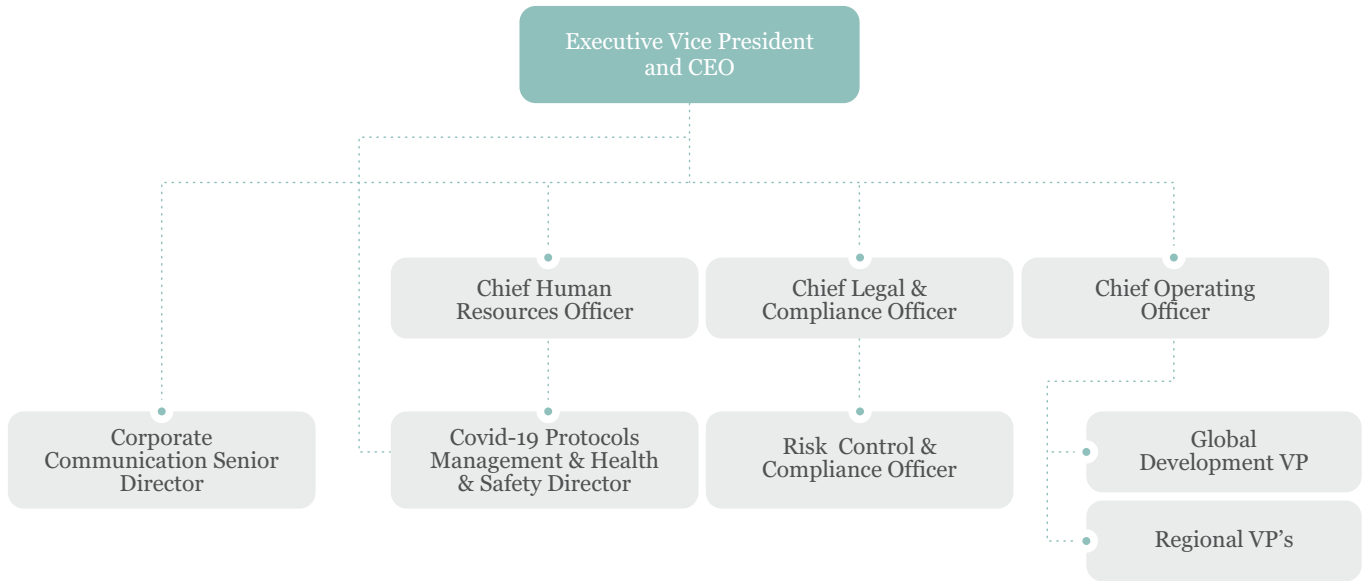 Executive Vice President
and CEO
Chief Human
Resources Officer
Chief Legal &
Compliance Officer
Chief Operating
Officer
Corporate
Communication Senior
Director
Covid-19 Protocols
Management & Health
& Safety Director
Risk Control &
Compliance Officer
Global
Development VP
Regional VP’s